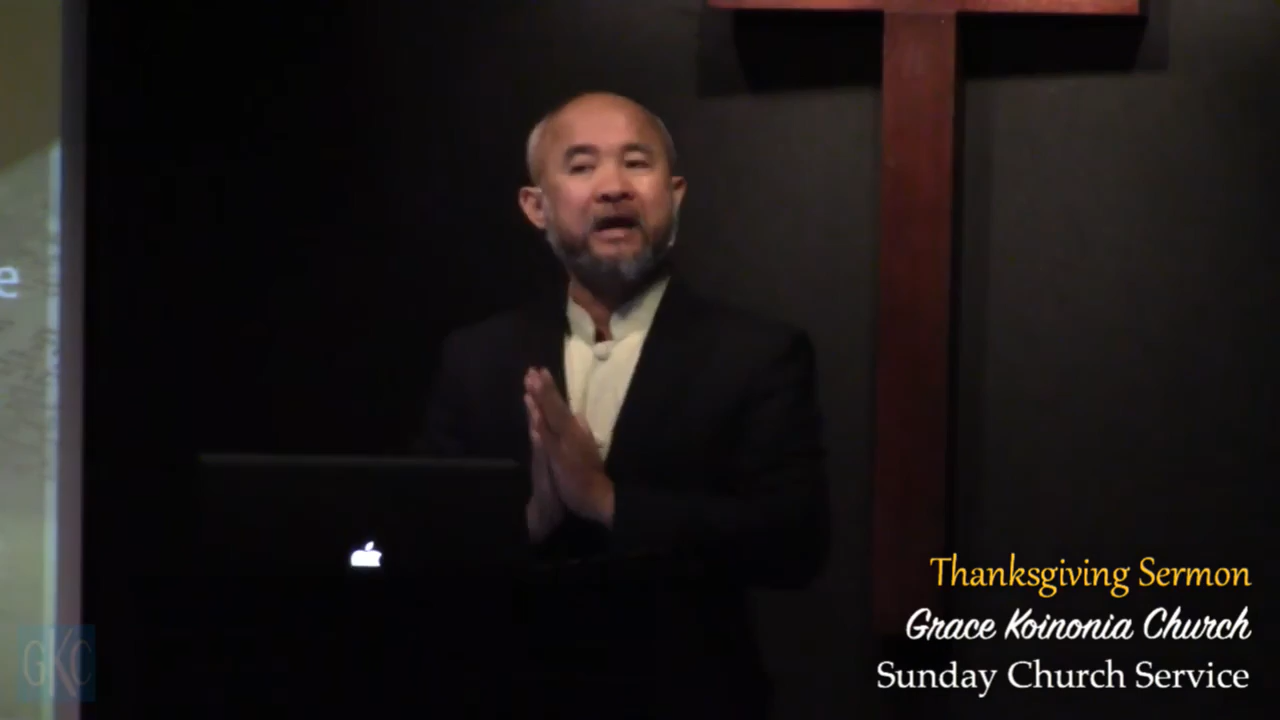 e
Thanksgiving Sermon
Grace Koinonia Church
Sunday Church Service
GKC